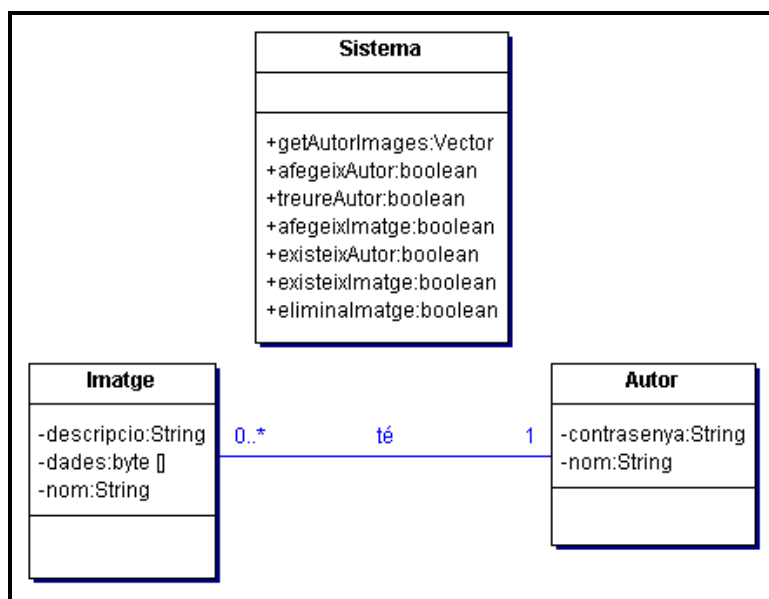 Sistema
+getAutorImages:Vector
+afegeixAutor:boolean
+treureAutor:boolean
+afegeixImatge:boolean
+existeixAutor:boolean
+existeixImatge:boolean
+eliminaImatge:boolean
Imatge
-descripcio:String
-dades:byte []
-nom:String
0..* té 1
Autor
-contrasenya:String
-nom:String